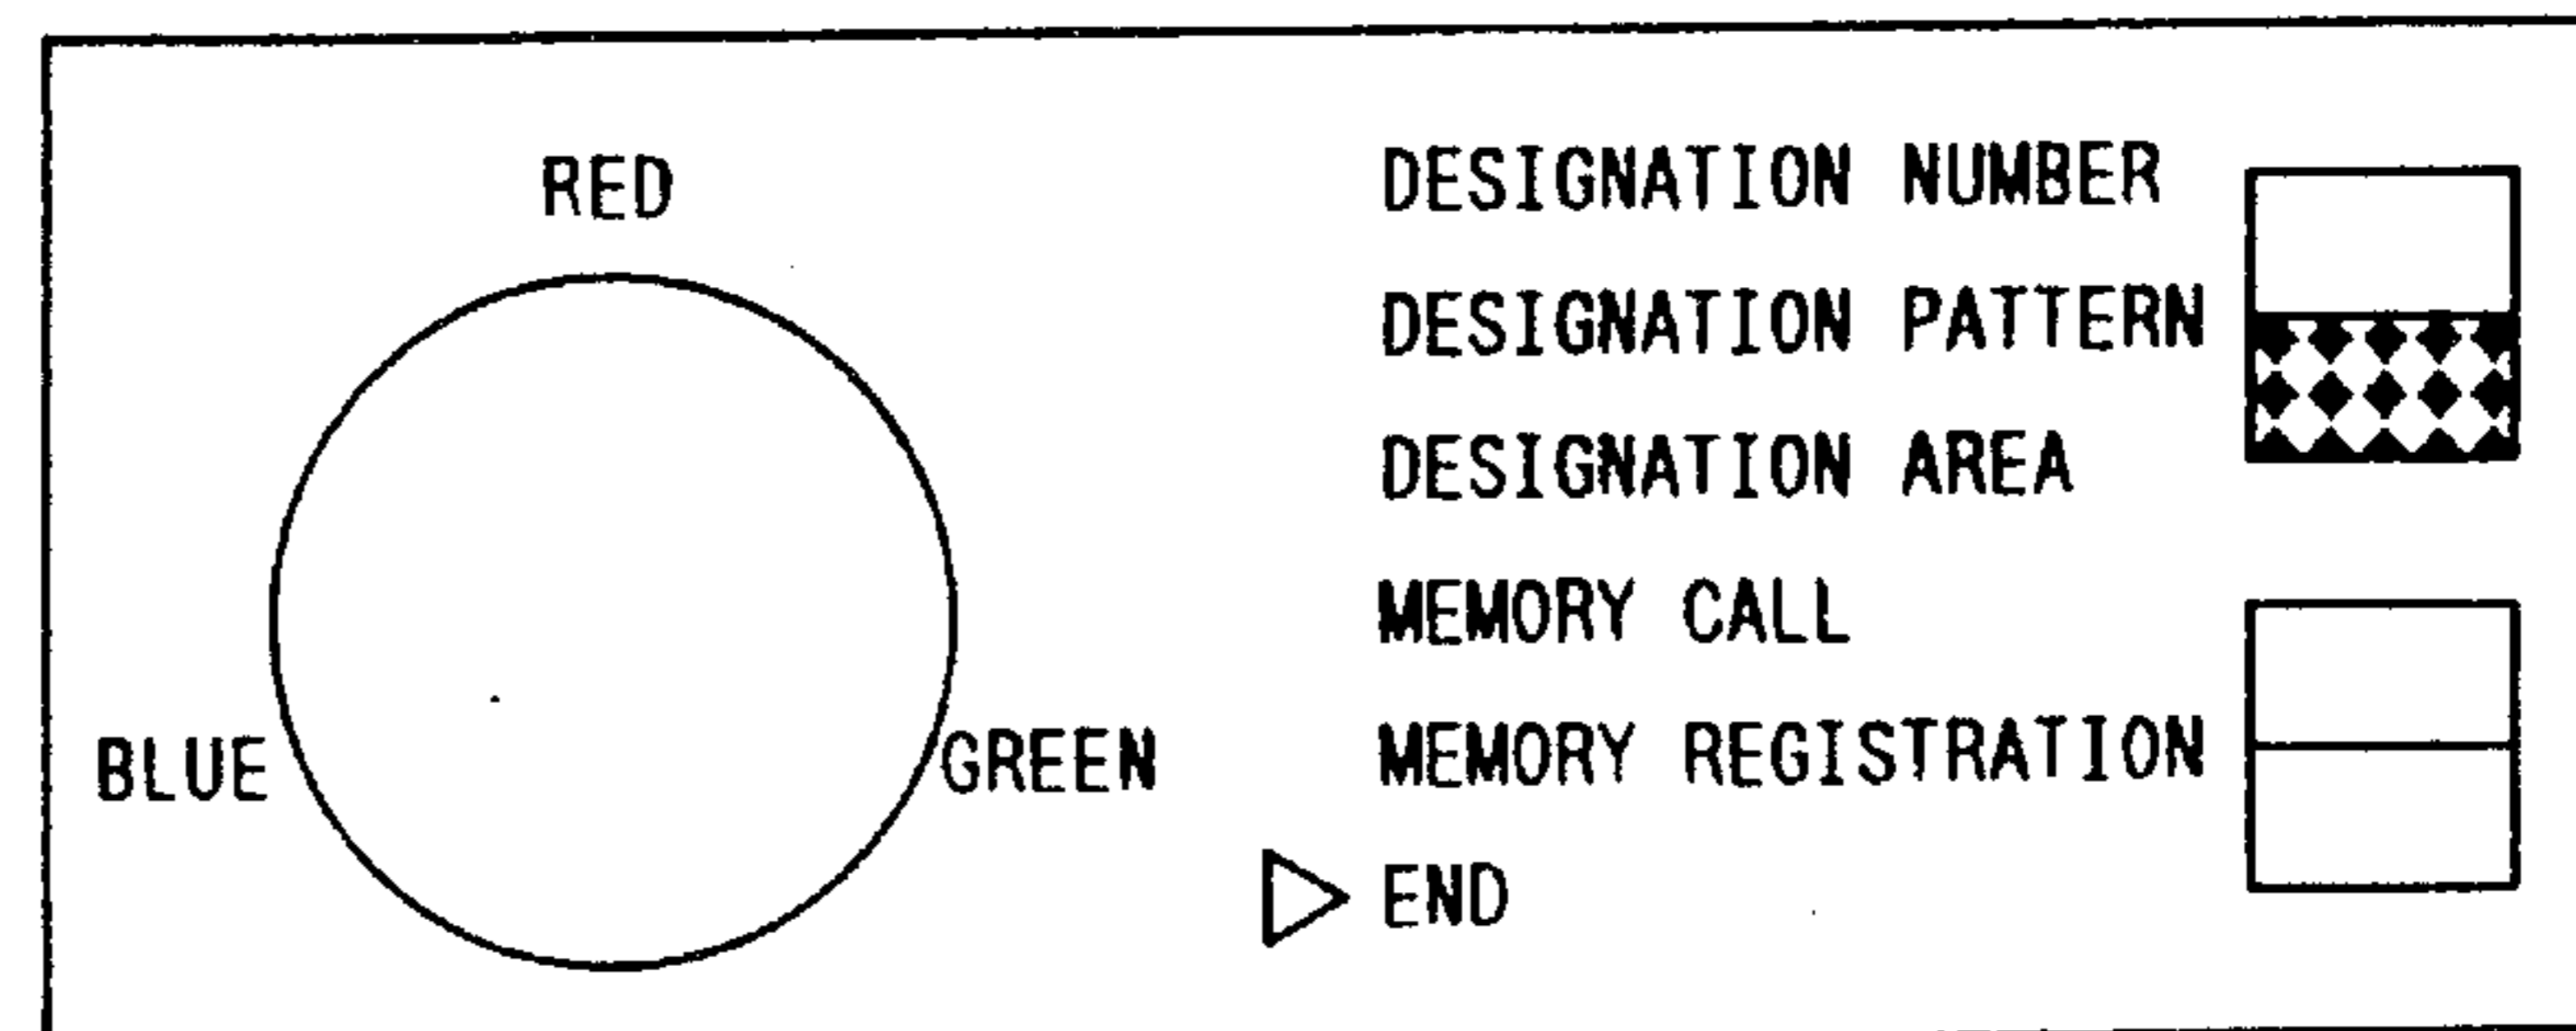 RED
BLUE
GREEN
DESIGNATION NUMBER
DESIGNATION PATTERN
DESIGNATION AREA
MEMORY CALL
MEMORY REGISTRATION
END